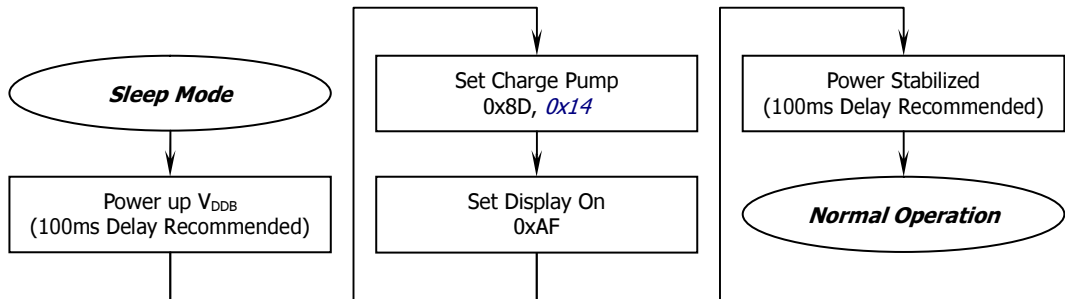 Sleep Mode
Power up VDDB
(100ms Delay Recommended)
Set Charge Pump
0x8D, 0x14
Set Display On
0xAF
Power Stabilized
(100ms Delay Recommended)
Normal Operation